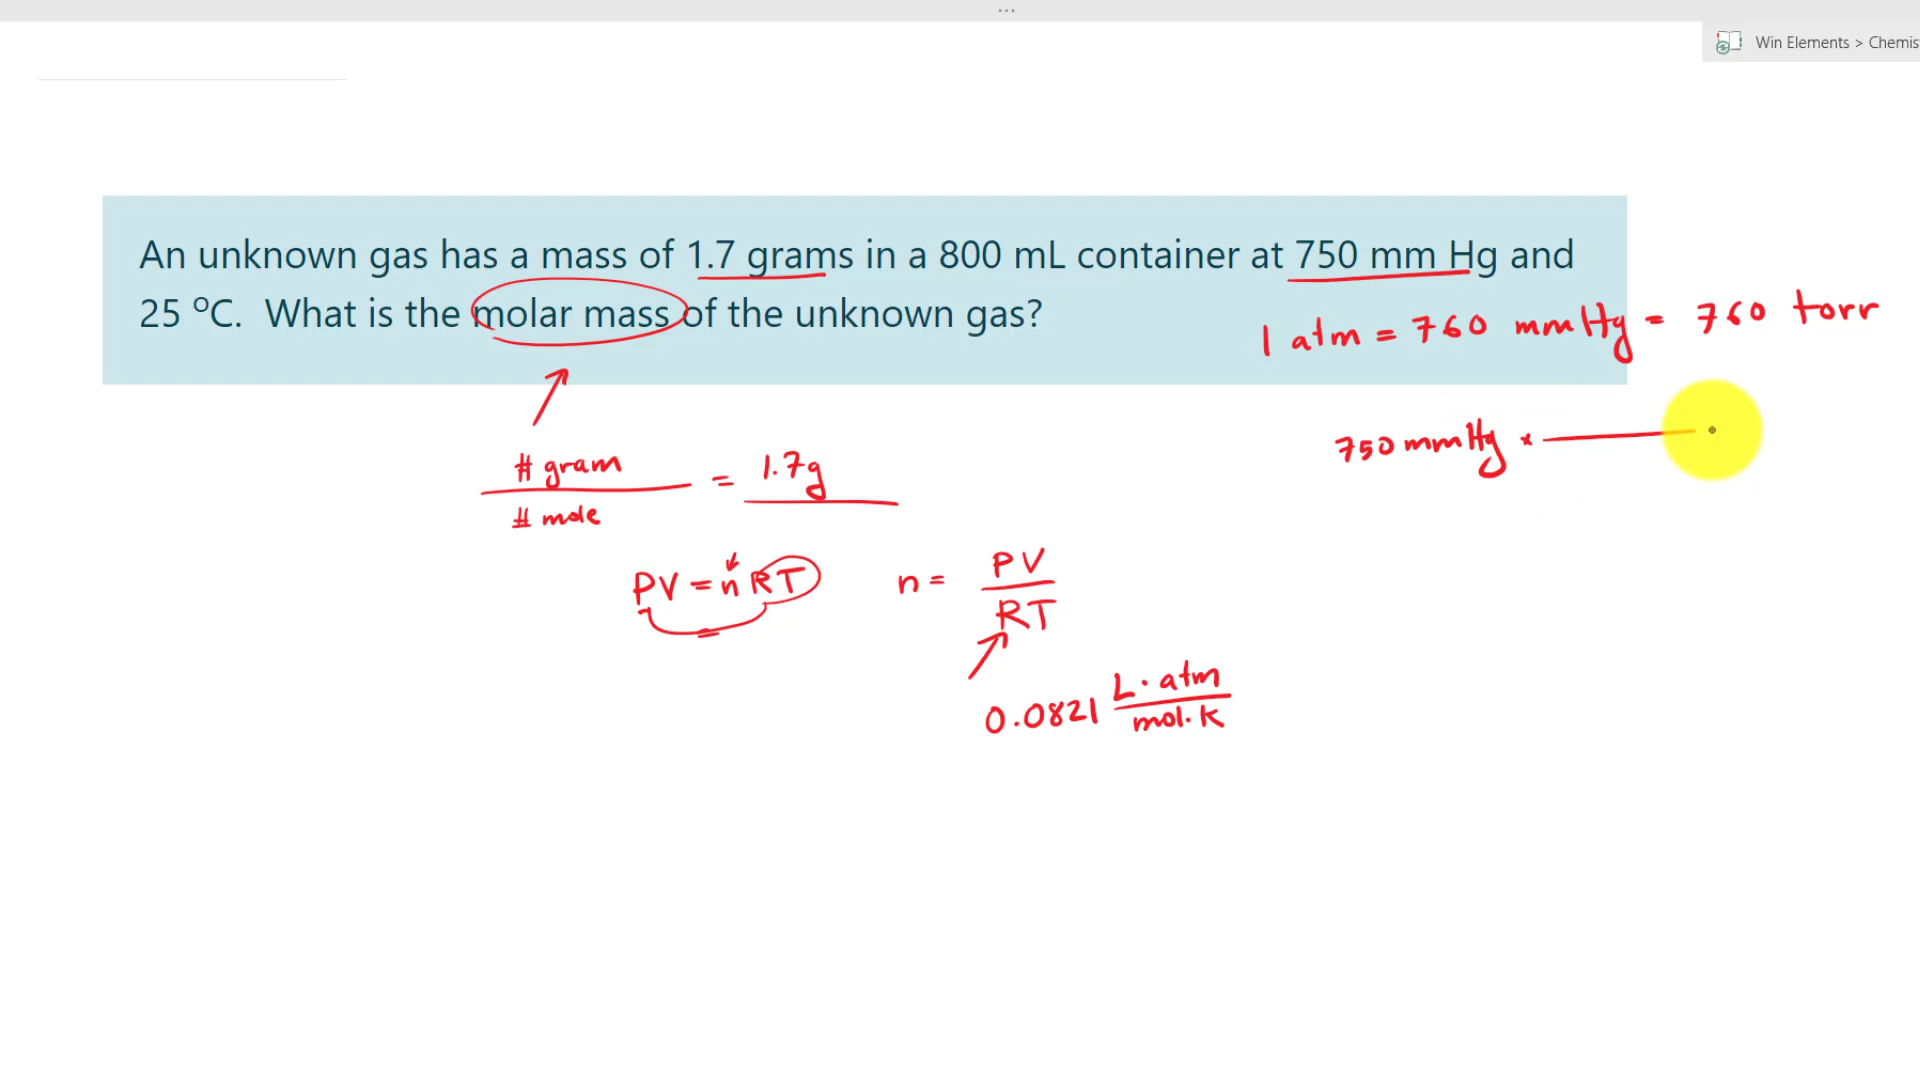 ...
Win Elements > Chemis
An unknown gas has a mass of 1.7 grams in a 800 mL container at 750 mm Hg and
25 °C. What is the molar mass of the unknown gas?
1 atm = 760 mmHg = 760 torr
750 mmHg ×
# gram
# mole
= 1.7g
PV = nRT
n = PV
RT
0.0821 L·atm
mol·K